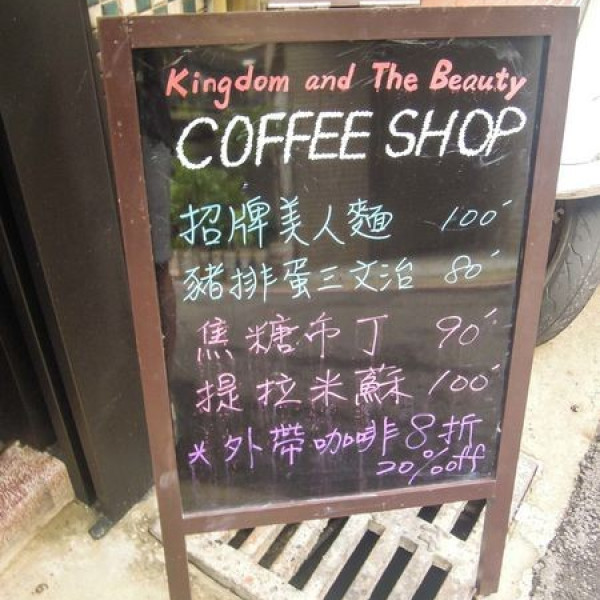 Kingdom and The Beauty
COFFEE SHOP
招牌美人麵 100
豬排蛋三文治 80
焦糖布丁 90
提拉米蘇 100
*外帶咖啡8折
20%off